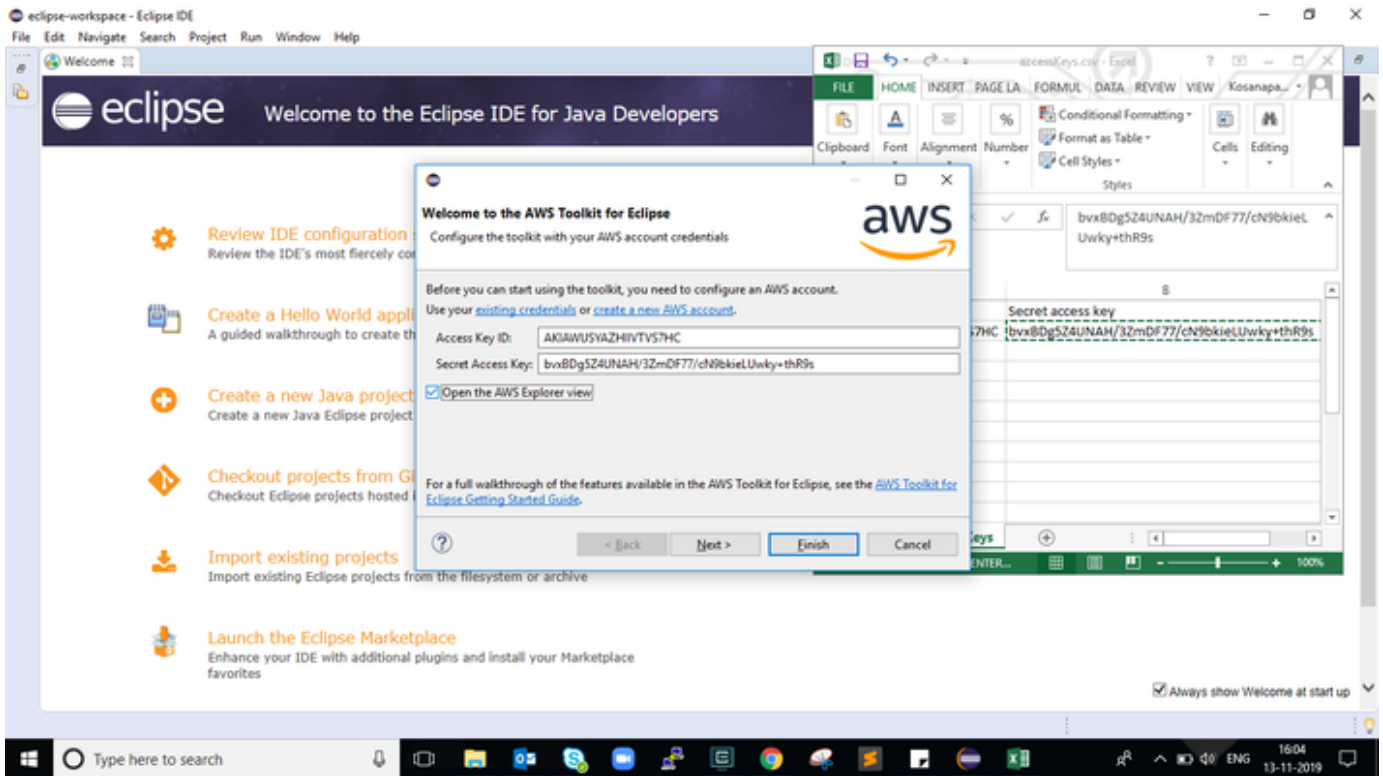 eclipse-workspace - Eclipse IDE
File Edit Navigate Search Project Run Window Help
Welcome
eclipse
Welcome to the Eclipse IDE for Java Developers
Review IDE configuration
Review the IDE's most fiercely
Create a Hello World
A guided walkthrough to create
Create a new Java project
Create a new Java Eclipse project
Checkout projects from
Checkout Eclipse projects hosted
Import existing projects
Import existing Eclipse projects from the filesystem or archive
Launch the Eclipse Marketplace
Enhance your IDE with additional plugins and install your Marketplace
favorites
Always show Welcome at start up
Welcome to the AWS Toolkit for Eclipse
Configure the toolkit with your AWS account credentials
aws
Before you can start using the toolkit, you need to configure an AWS account.
Use your existing credentials or create a new AWS account.
Access Key ID:
Secret Access Key:
Open the AWS Explorer view
For a full walkthrough of the features available in the AWS Toolkit for Eclipse, see the AWS Toolkit for
Eclipse Getting Started Guide.
< Back Next > Finish Cancel
accessKeys.csv - Excel
FILE HOME INSERT PAGE LA FORMUL DATA REVIEW VIEW Kosanapa...
Clipboard Font Alignment Number
Conditional Formatting
Format as Table
Cell Styles
Styles
Cells Editing
fx
B
Secret access key
100%
Type here to search
ENG
16:04
13-11-2019